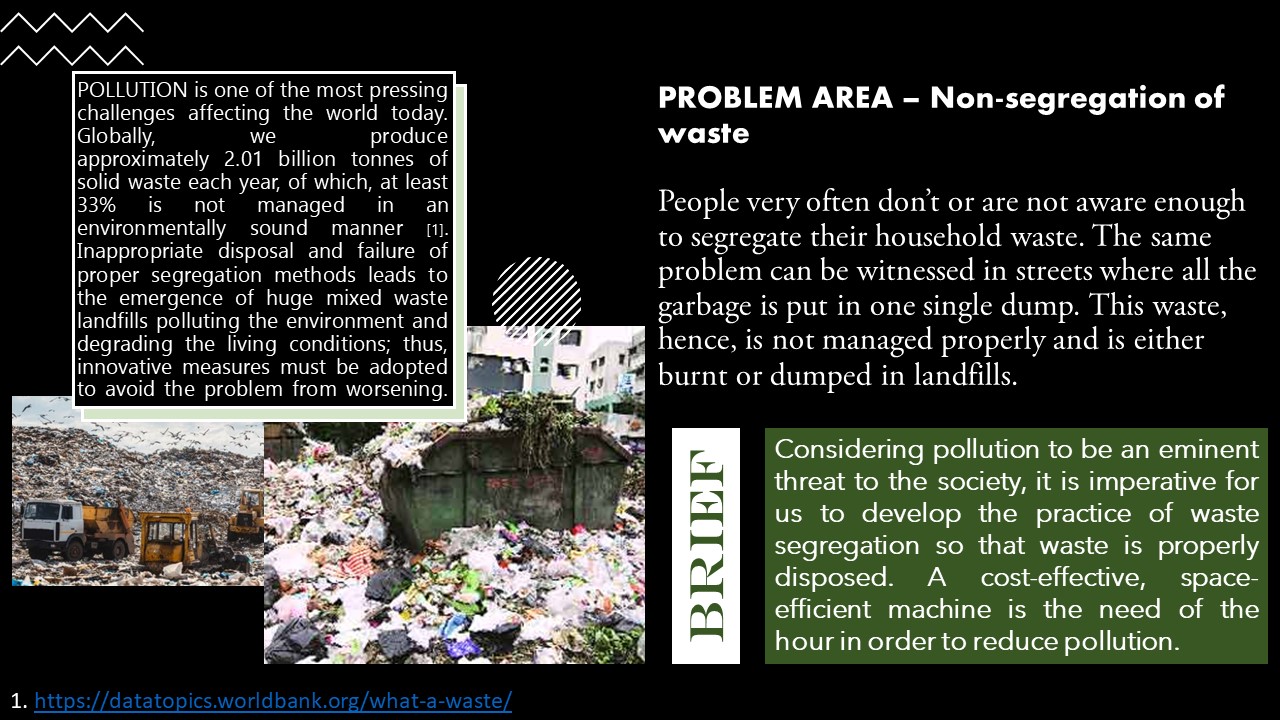 POLLUTION is one of the most pressing
challenges affecting the world today.
Globally, we produce
approximately 2.01 billion tonnes of
solid waste each year, of which, at least
33% is not managed in an
environmentally sound manner [1].
Inappropriate disposal and failure of
proper segregation methods leads to
the emergence of huge mixed waste
landfills polluting the environment and
degrading the living conditions; thus,
innovative measures must be adopted
to avoid the problem from worsening.
PROBLEM AREA – Non-segregation of
waste
People very often don’t or are not aware enough
to segregate their household waste. The same
problem can be witnessed in streets where all the
garbage is put in one single dump. This waste,
hence, is not managed properly and is either
burnt or dumped in landfills.
BRIEF
Considering pollution to be an eminent
threat to the society, it is imperative for
us to develop the practice of waste
segregation so that waste is properly
disposed. A cost-effective, space-
efficient machine is the need of the
hour in order to reduce pollution.
1. https://datatopics.worldbank.org/what-a-waste/